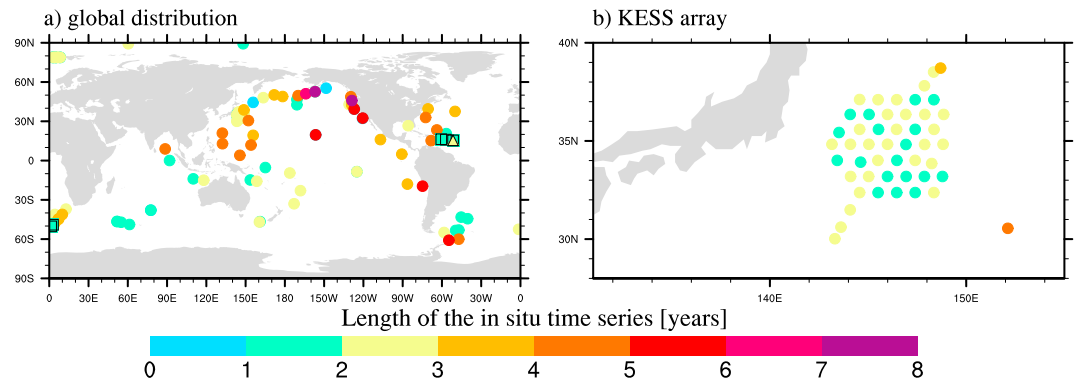 a) global distribution
b) KESS array
90N
60N
30N
0
30S
60S
90S
0 30E 60E 90E 120E 150E 180 150W 120W 90W 60W 30W 0
40N
35N
30N
140E 150E
Length of the in situ time series [years]
0 1 2 3 4 5 6 7 8